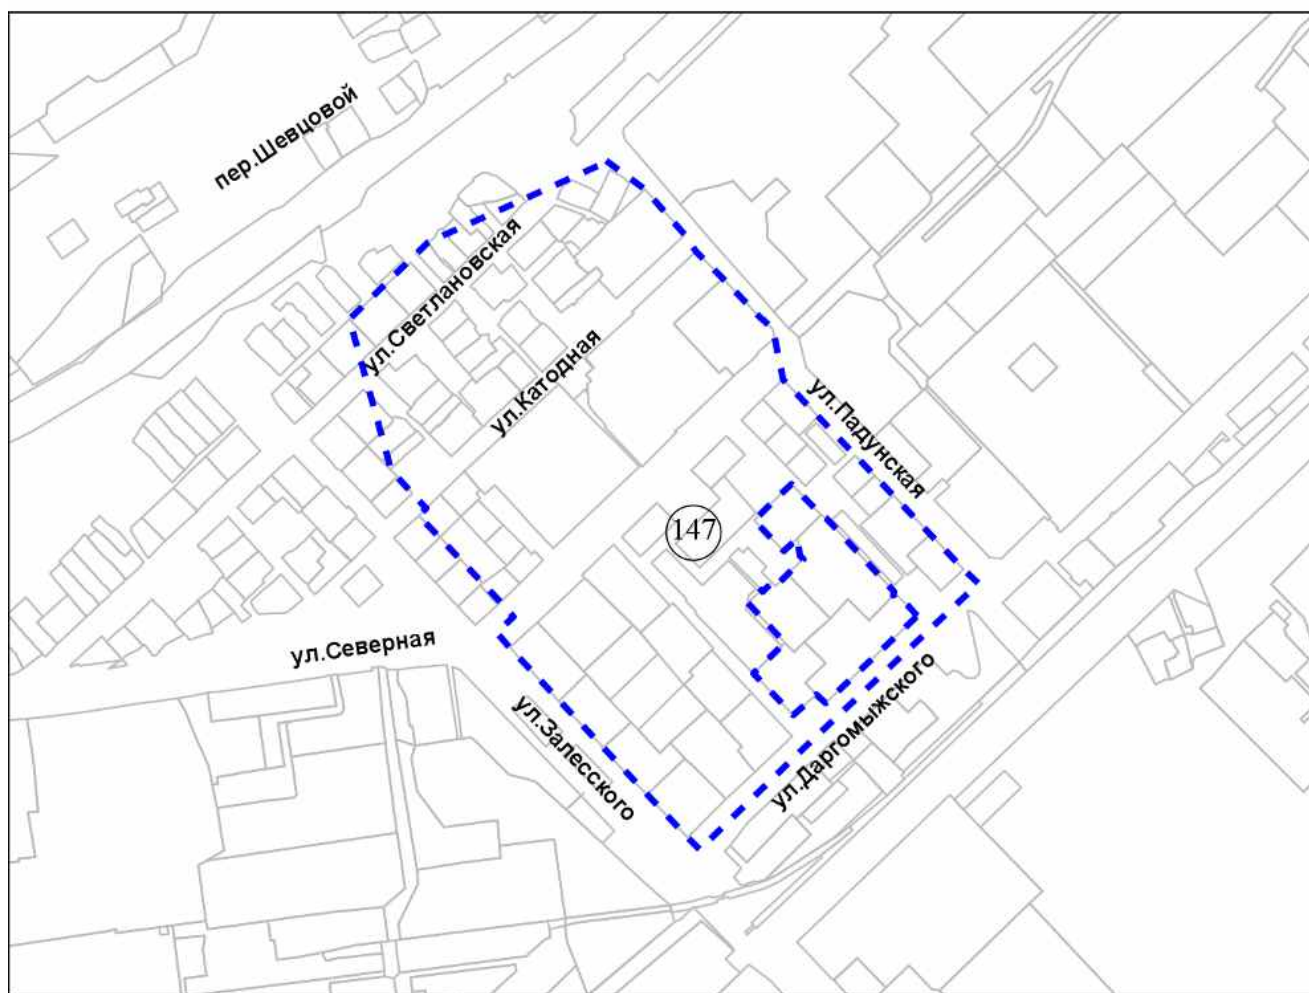 пер.Шевцовой
ул.Светлановская
ул.Катодная
ул.Падунская
147
ул.Северная
ул.Залесского
ул.Даргомыжского